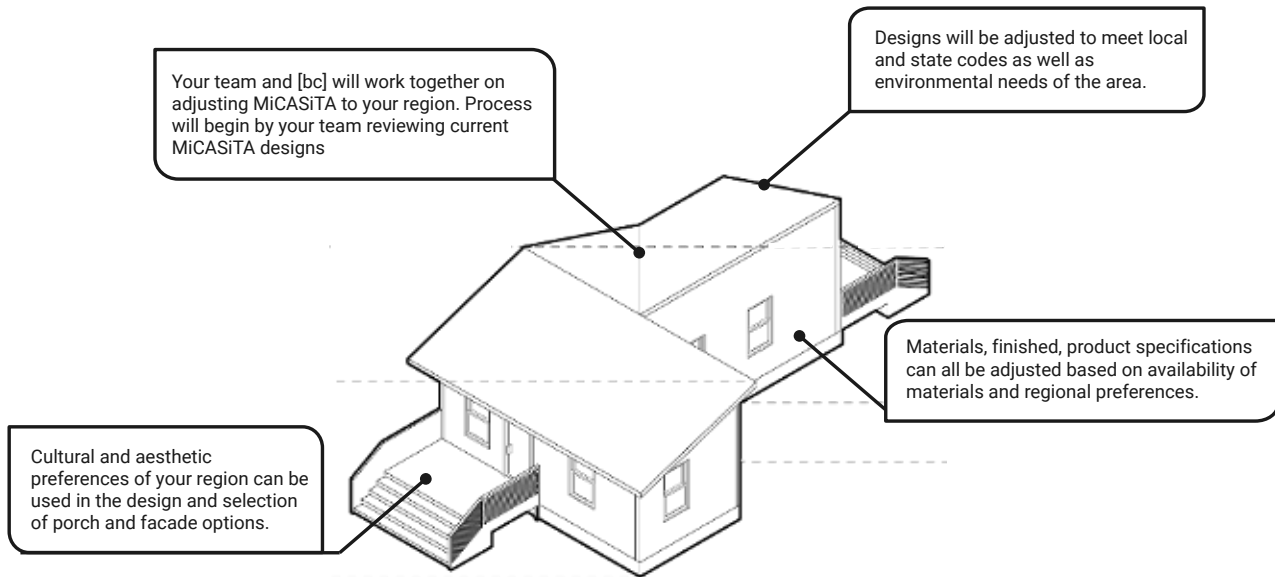 Your team and [bc] will work together on
adjusting MiCASiTA to your region. Process
will begin by your team reviewing current
MiCASiTA designs
Designs will be adjusted to meet local
and state codes as well as
environmental needs of the area.
Materials, finished, product specifications
can all be adjusted based on availability of
materials and regional preferences.
Cultural and aesthetic
preferences of your region can be
used in the design and selection
of porch and facade options.